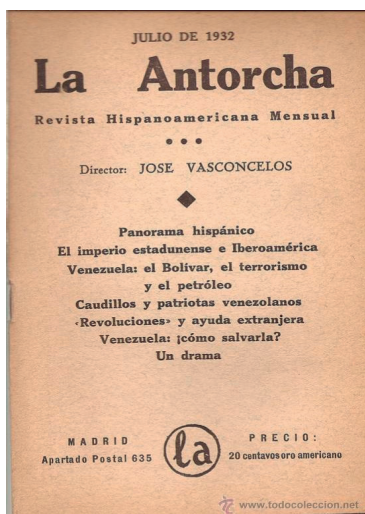 JULIO DE 1932
La Antorcha
Revista Hispanoamericana Mensual
Director: JOSE VASCONCELOS
Panorama hispánico
El imperio estadunense e Iberoamérica
Venezuela: el Bolívar, el terrorismo
y el petróleo
Caudillos y patriotas venezolanos
«Revoluciones» y ayuda extranjera
Venezuela: ¡cómo salvarla?
Un drama
MADRID
Apartado Postal 635
la
PRECIO:
20 centavos oro americano
www.todocoleccion.net